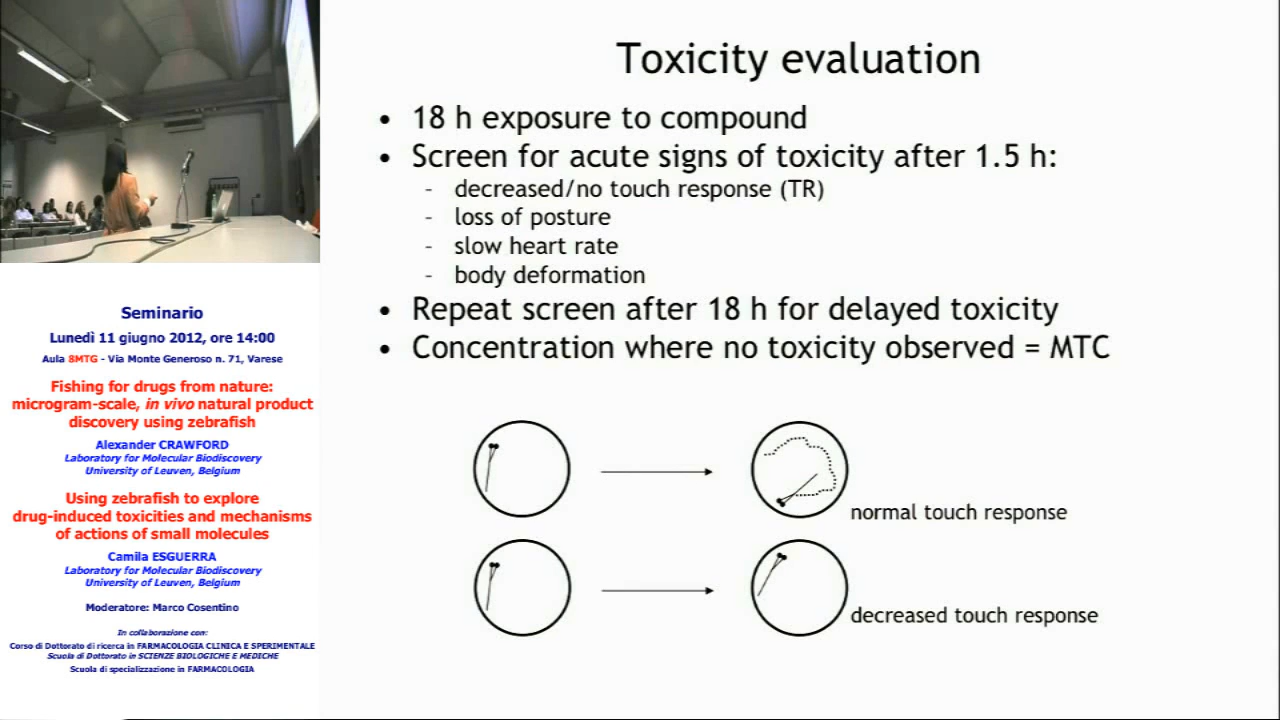 Toxicity evaluation
• 18 h exposure to compound
• Screen for acute signs of toxicity after 1.5 h:
- decreased/no touch response (TR)
- loss of posture
- slow heart rate
- body deformation
• Repeat screen after 18 h for delayed toxicity
• Concentration where no toxicity observed = MTC
normal touch response
decreased touch response
Seminario
Lunedì 11 giugno 2012, ore 14:00
Aula 8MTG - Via Monte Generoso n. 71, Varese
Fishing for drugs from nature:
microgram-scale, in vivo natural product
discovery using zebrafish
Alexander CRAWFORD
Laboratory for Molecular Biodiscovery
University of Leuven, Belgium
Using zebrafish to explore
drug-induced toxicities and mechanisms
of actions of small molecules
Camila ESGUERRA
Laboratory for Molecular Biodiscovery
University of Leuven, Belgium
Moderatore: Marco Cosentino
In collaborazione con:
Corso di Dottorato di ricerca in FARMACOLOGIA CLINICA E SPERIMENTALE
Scuola di Dottorato in SCIENZE BIOLOGICHE E MEDICHE
Scuola di specializzazione in FARMACOLOGIA